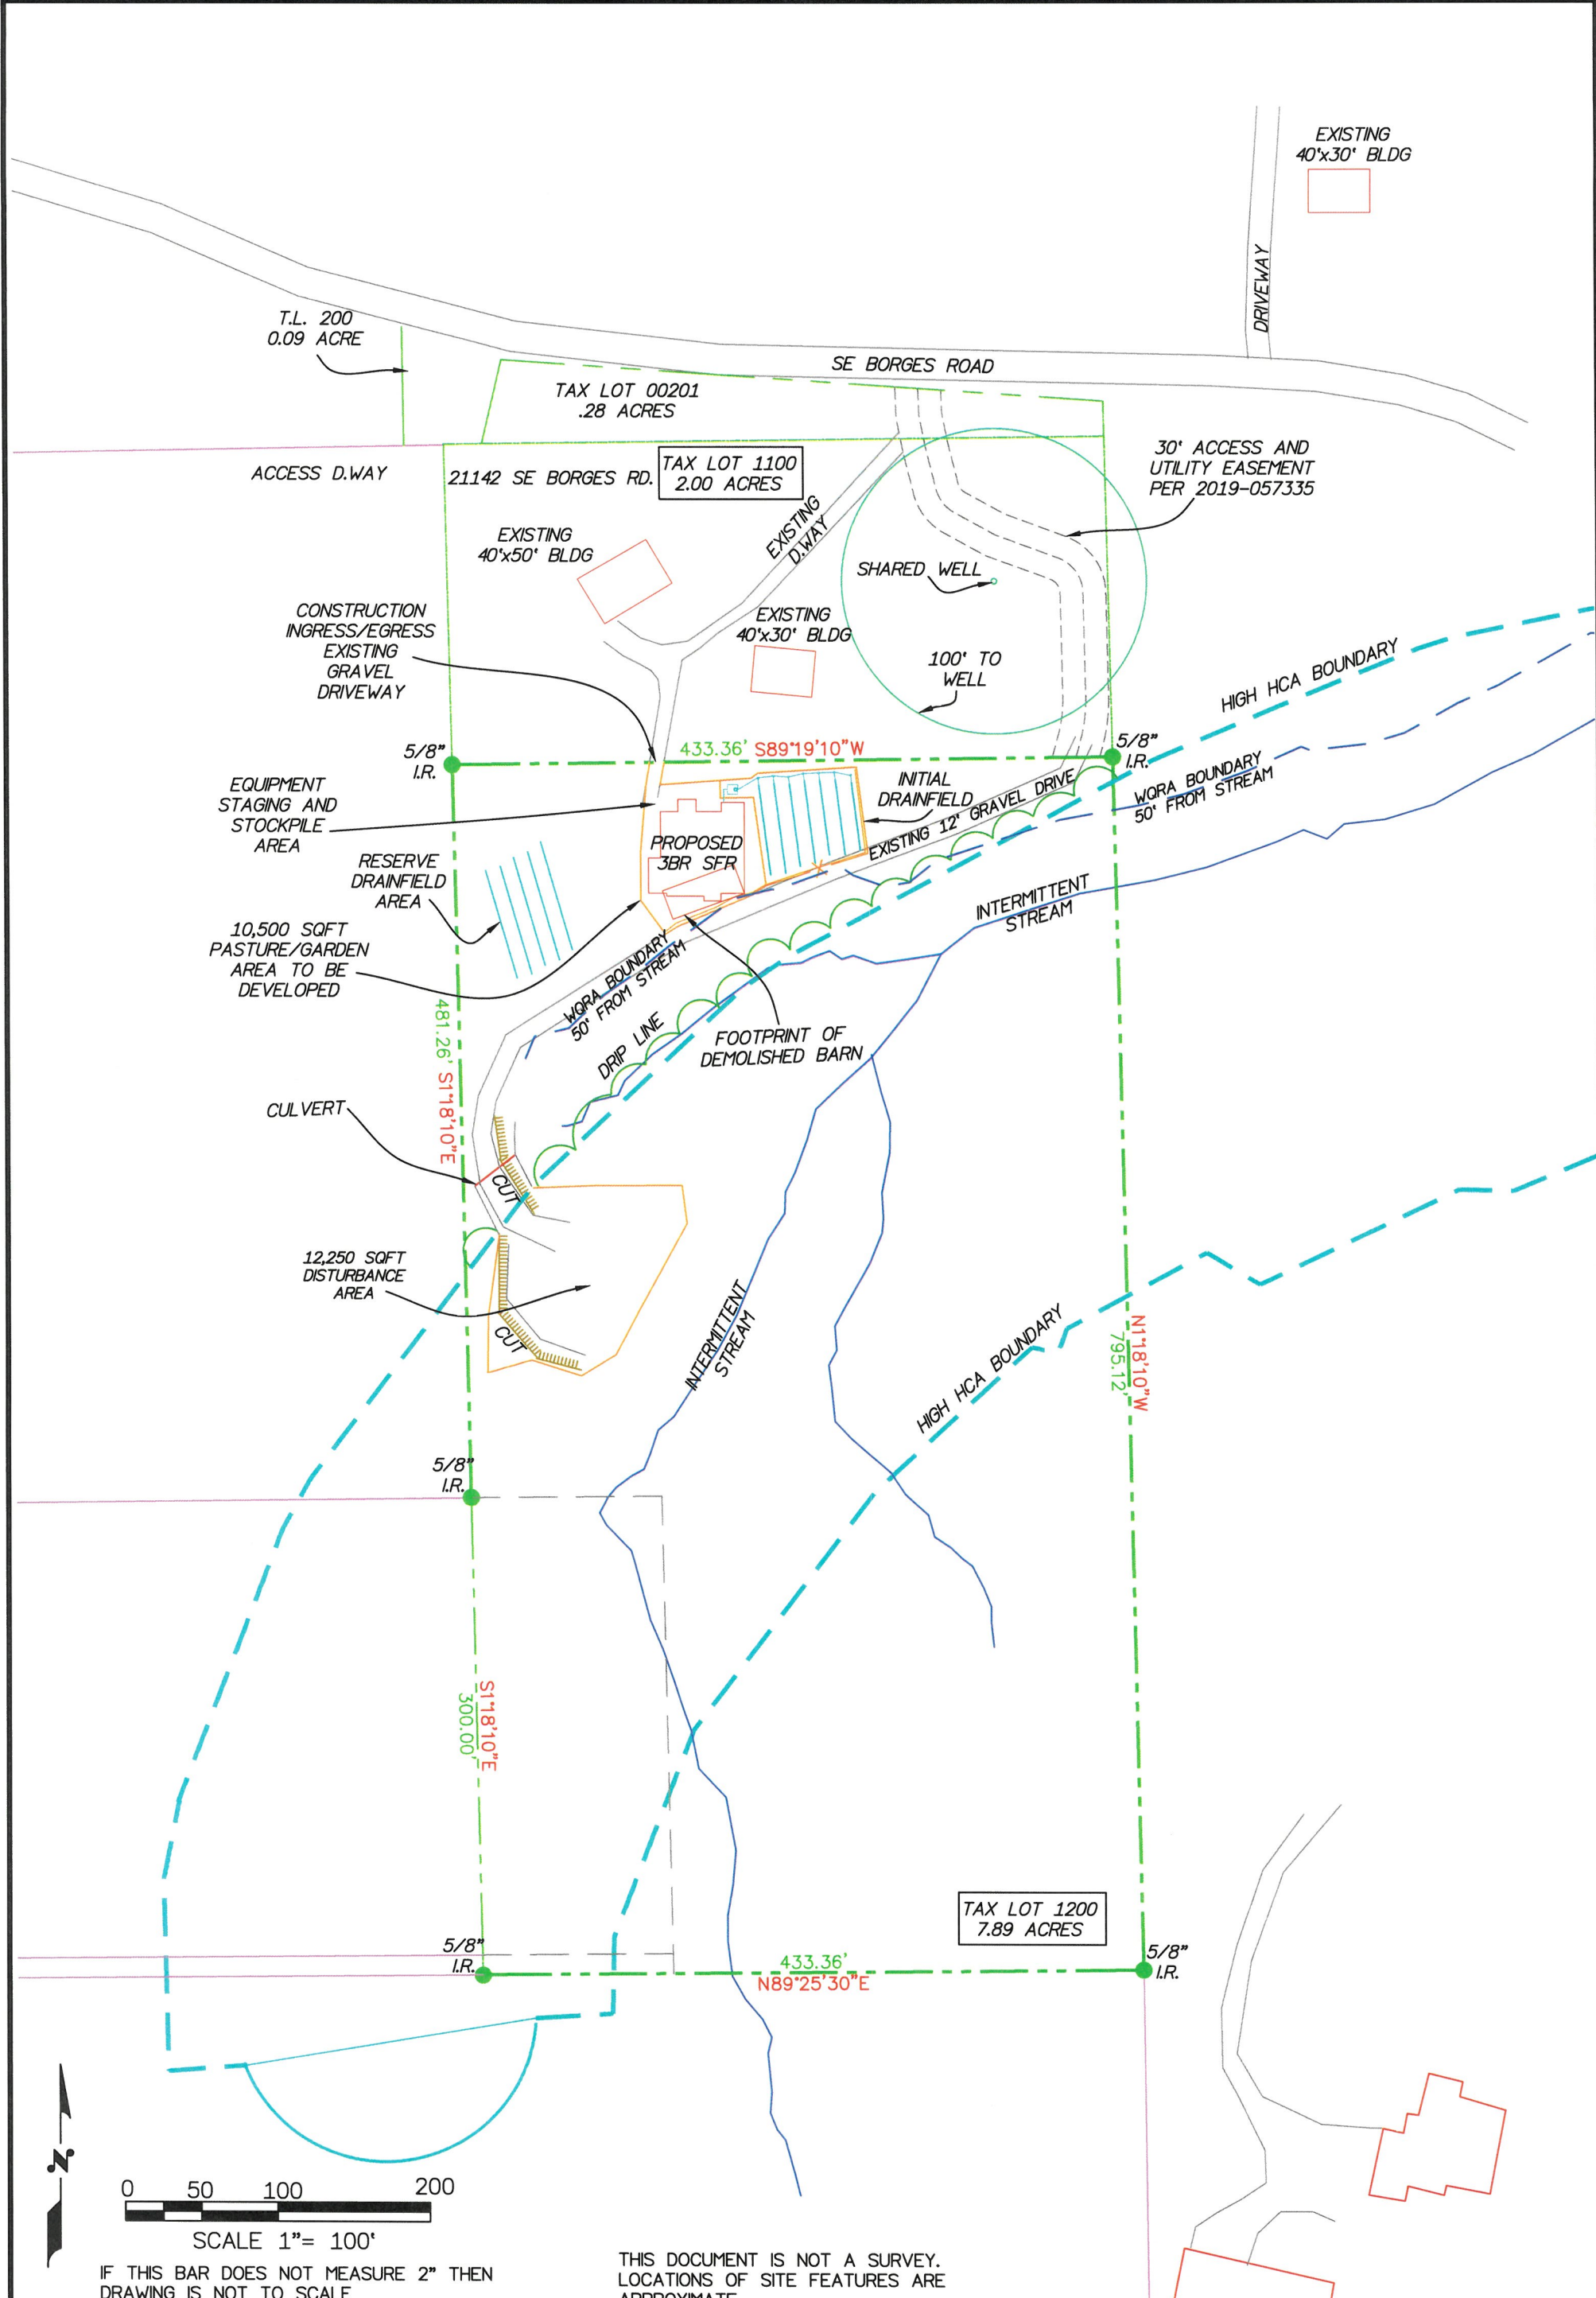 EXISTING
40'x30' BLDG
DRIVEWAY
T.L. 200
0.09 ACRE
SE BORGES ROAD
TAX LOT 00201
.28 ACRES
30' ACCESS AND
UTILITY EASEMENT
PER 2019-057335
ACCESS D.WAY
21142 SE BORGES RD.
TAX LOT 1100
2.00 ACRES
EXISTING
D.WAY
EXISTING
40'x50' BLDG
SHARED WELL
CONSTRUCTION
INGRESS/EGRESS
EXISTING
GRAVEL
DRIVEWAY
EXISTING
40'x30' BLDG
100' TO
WELL
HIGH HCA BOUNDARY
5/8"
I.R.
433.36' S89°19'10"W
5/8"
I.R.
WQRA BOUNDARY
50' FROM STREAM
EQUIPMENT
STAGING AND
STOCKPILE
AREA
INITIAL
DRAINFIELD
EXISTING 12' GRAVEL DRIVE
PROPOSED
3BR SFR
RESERVE
DRAINFIELD
AREA
INTERMITTENT
STREAM
10,500 SQFT
PASTURE/GARDEN
AREA TO BE
DEVELOPED
WQRA BOUNDARY
50' FROM STREAM
481.26' S1°18'10"E
DRIP LINE
FOOTPRINT OF
DEMOLISHED BARN
CULVERT
CUT
12,250 SQFT
DISTURBANCE
AREA
CUT
INTERMITTENT
STREAM
HIGH HCA BOUNDARY
N1°18'10"W
795.12'
5/8"
I.R.
S1°18'10"E
300.00'
TAX LOT 1200
7.89 ACRES
5/8"
I.R.
433.36'
N89°25'30"E
5/8"
I.R.
N
0 50 100 200
SCALE 1"= 100'
IF THIS BAR DOES NOT MEASURE 2" THEN
DRAWING IS NOT TO SCALE
THIS DOCUMENT IS NOT A SURVEY.
LOCATIONS OF SITE FEATURES ARE
APPROXIMATE